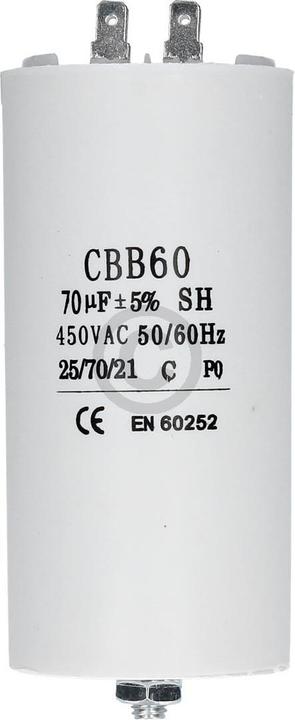 CBB60
70µF±5% SH
450VAC 50/60Hz
25/70/21 C P0
CE EN 60252